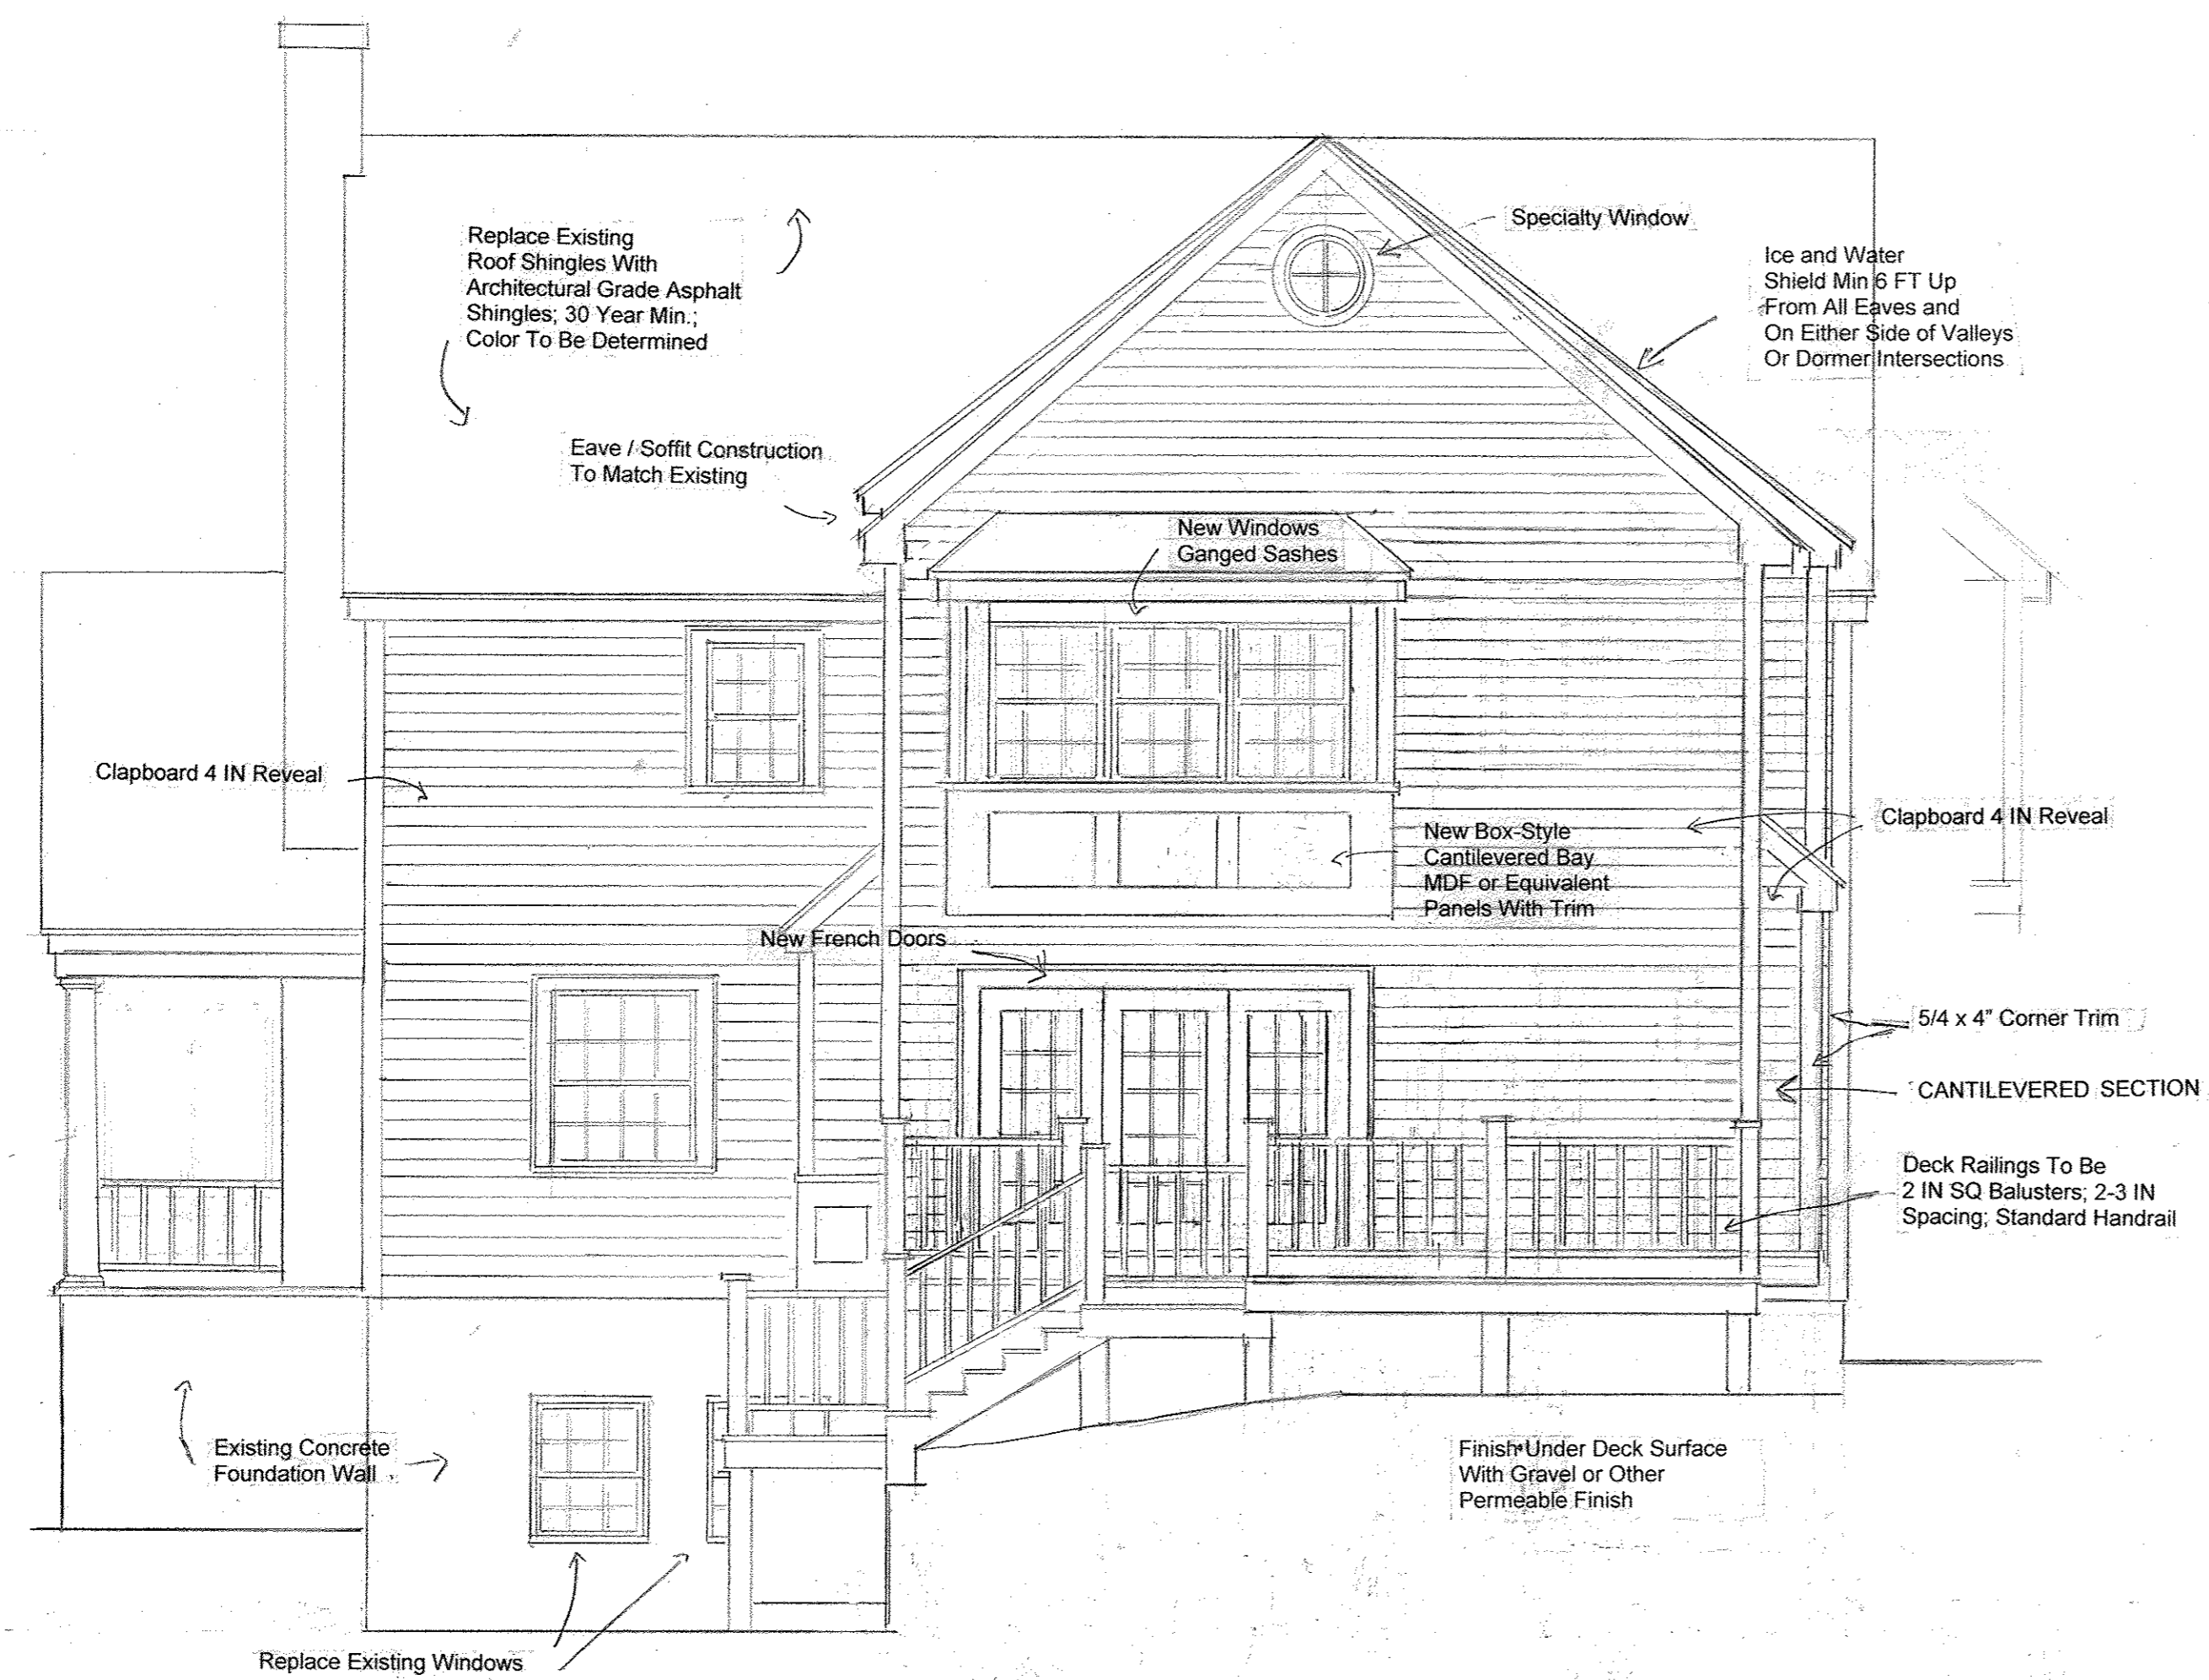 Specialty Window
Replace Existing
Roof Shingles With
Architectural Grade Asphalt
Shingles; 30 Year Min.;
Color To Be Determined
Ice and Water
Shield Min 6 FT Up
From All Eaves and
On Either Side of Valleys
Or Dormer Intersections
Eave / Soffit Construction
To Match Existing
New Windows
Ganged Sashes
Clapboard 4 IN Reveal
Clapboard 4 IN Reveal
New Box-Style
Cantilevered Bay
MDF or Equivalent
Panels With Trim
New French Doors
5/4 x 4" Corner Trim
CANTILEVERED SECTION
Deck Railings To Be
2 IN SQ Balusters; 2-3 IN
Spacing; Standard Handrail
Existing Concrete
Foundation Wall
Finish Under Deck Surface
With Gravel or Other
Permeable Finish
Replace Existing Windows